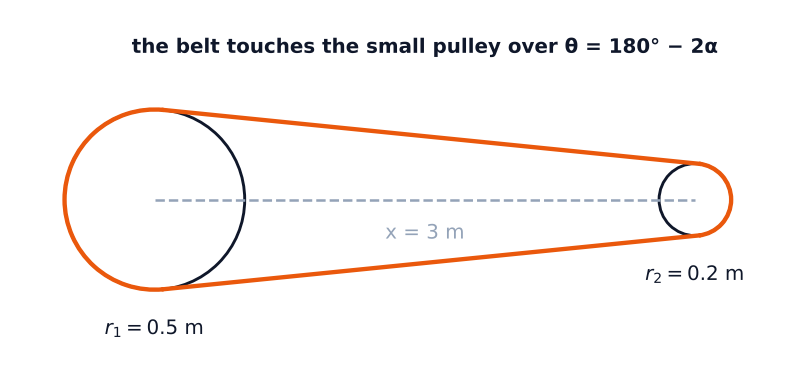 the belt touches the small pulley over θ = 180° − 2α
x = 3 m
r₂ = 0.2 m
r₁ = 0.5 m